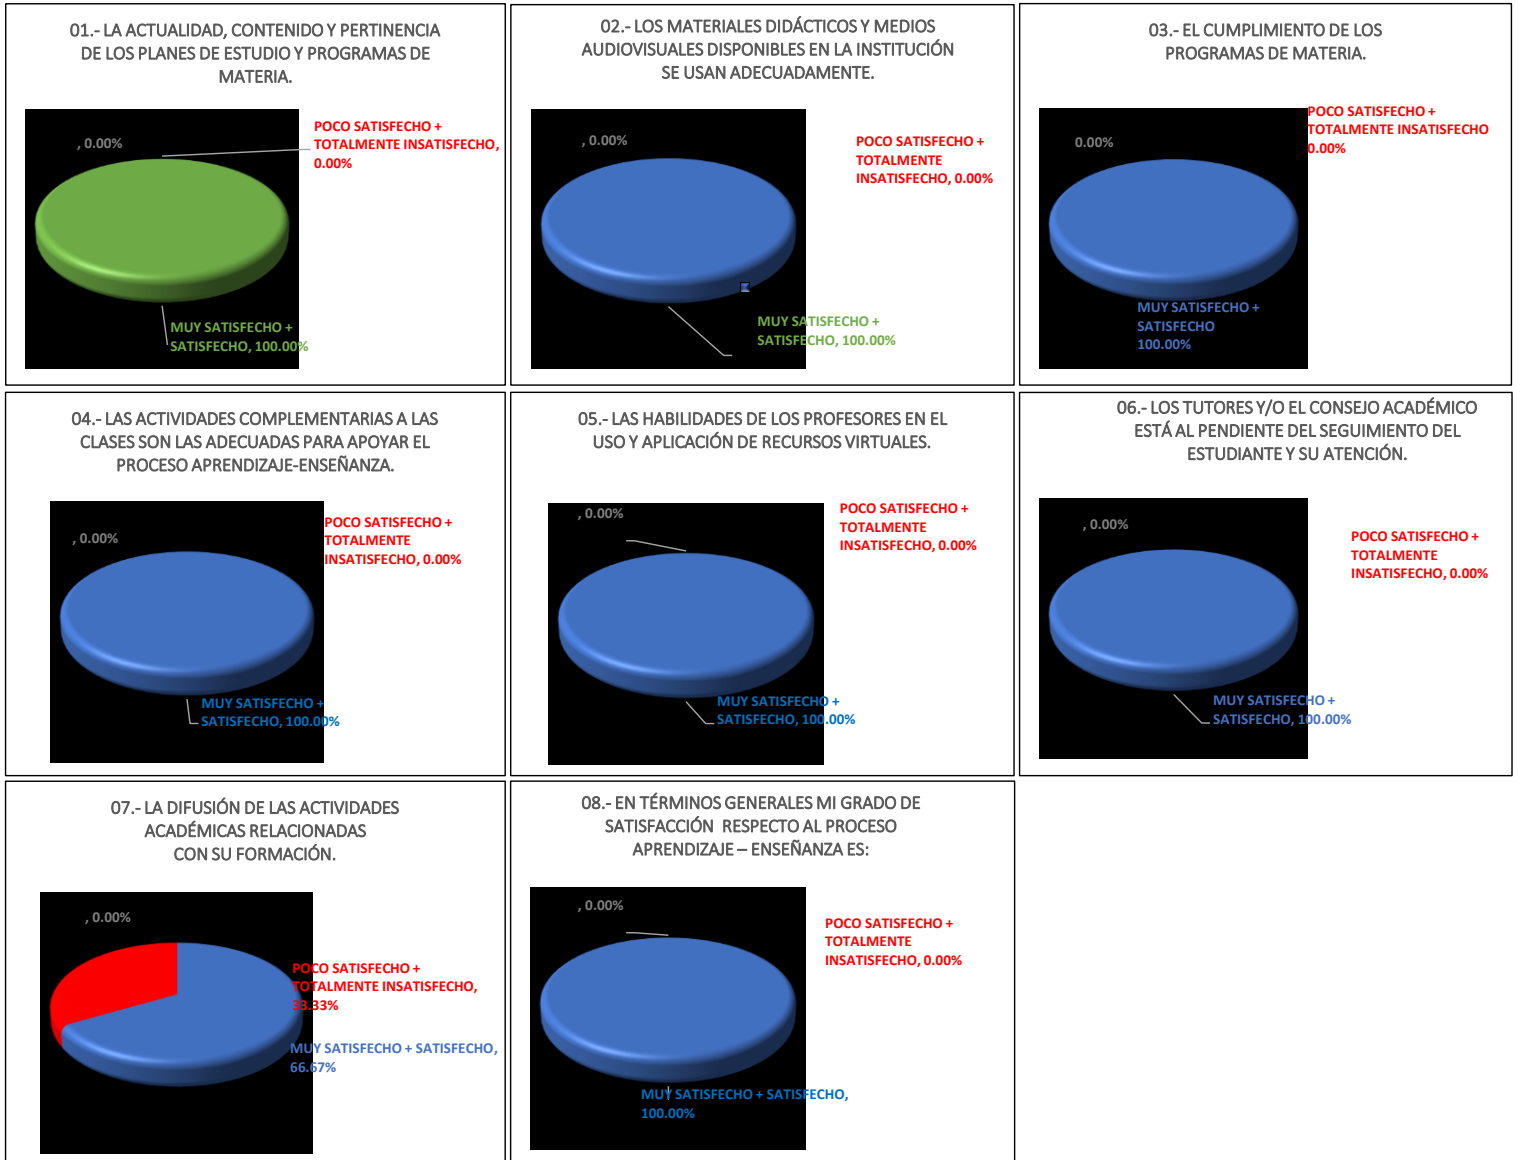 01.- LA ACTUALIDAD, CONTENIDO Y PERTINENCIA
DE LOS PLANES DE ESTUDIO Y PROGRAMAS DE
MATERIA.
, 0.00%
POCO SATISFECHO +
TOTALMENTE INSATISFECHO,
0.00%
MUY SATISFECHO +
SATISFECHO, 100.00%
02.- LOS MATERIALES DIDÁCTICOS Y MEDIOS
AUDIOVISUALES DISPONIBLES EN LA INSTITUCIÓN
SE USAN ADECUADAMENTE.
, 0.00%
POCO SATISFECHO +
TOTALMENTE
INSATISFECHO, 0.00%
MUY SATISFECHO +
SATISFECHO, 100.00%
03.- EL CUMPLIMIENTO DE LOS
PROGRAMAS DE MATERIA.
0.00%
POCO SATISFECHO +
TOTALMENTE INSATISFECHO
0.00%
MUY SATISFECHO +
SATISFECHO
100.00%
04.- LAS ACTIVIDADES COMPLEMENTARIAS A LAS
CLASES SON LAS ADECUADAS PARA APOYAR EL
PROCESO APRENDIZAJE-ENSEÑANZA.
, 0.00%
POCO SATISFECHO +
TOTALMENTE
INSATISFECHO, 0.00%
MUY SATISFECHO +
SATISFECHO, 100.00%
05.- LAS HABILIDADES DE LOS PROFESORES EN EL
USO Y APLICACIÓN DE RECURSOS VIRTUALES.
, 0.00%
POCO SATISFECHO +
TOTALMENTE
INSATISFECHO, 0.00%
MUY SATISFECHO +
SATISFECHO, 100.00%
06.- LOS TUTORES Y/O EL CONSEJO ACADÉMICO
ESTÁ AL PENDIENTE DEL SEGUIMIENTO DEL
ESTUDIANTE Y SU ATENCIÓN.
, 0.00%
POCO SATISFECHO +
TOTALMENTE
INSATISFECHO, 0.00%
MUY SATISFECHO +
SATISFECHO, 100.00%
07.- LA DIFUSIÓN DE LAS ACTIVIDADES
ACADÉMICAS RELACIONADAS
CON SU FORMACIÓN.
, 0.00%
POCO SATISFECHO +
TOTALMENTE INSATISFECHO,
33.33%
MUY SATISFECHO + SATISFECHO,
66.67%
08.- EN TÉRMINOS GENERALES MI GRADO DE
SATISFACCIÓN RESPECTO AL PROCESO
APRENDIZAJE – ENSEÑANZA ES:
, 0.00%
POCO SATISFECHO +
TOTALMENTE
INSATISFECHO, 0.00%
MUY SATISFECHO + SATISFECHO,
100.00%